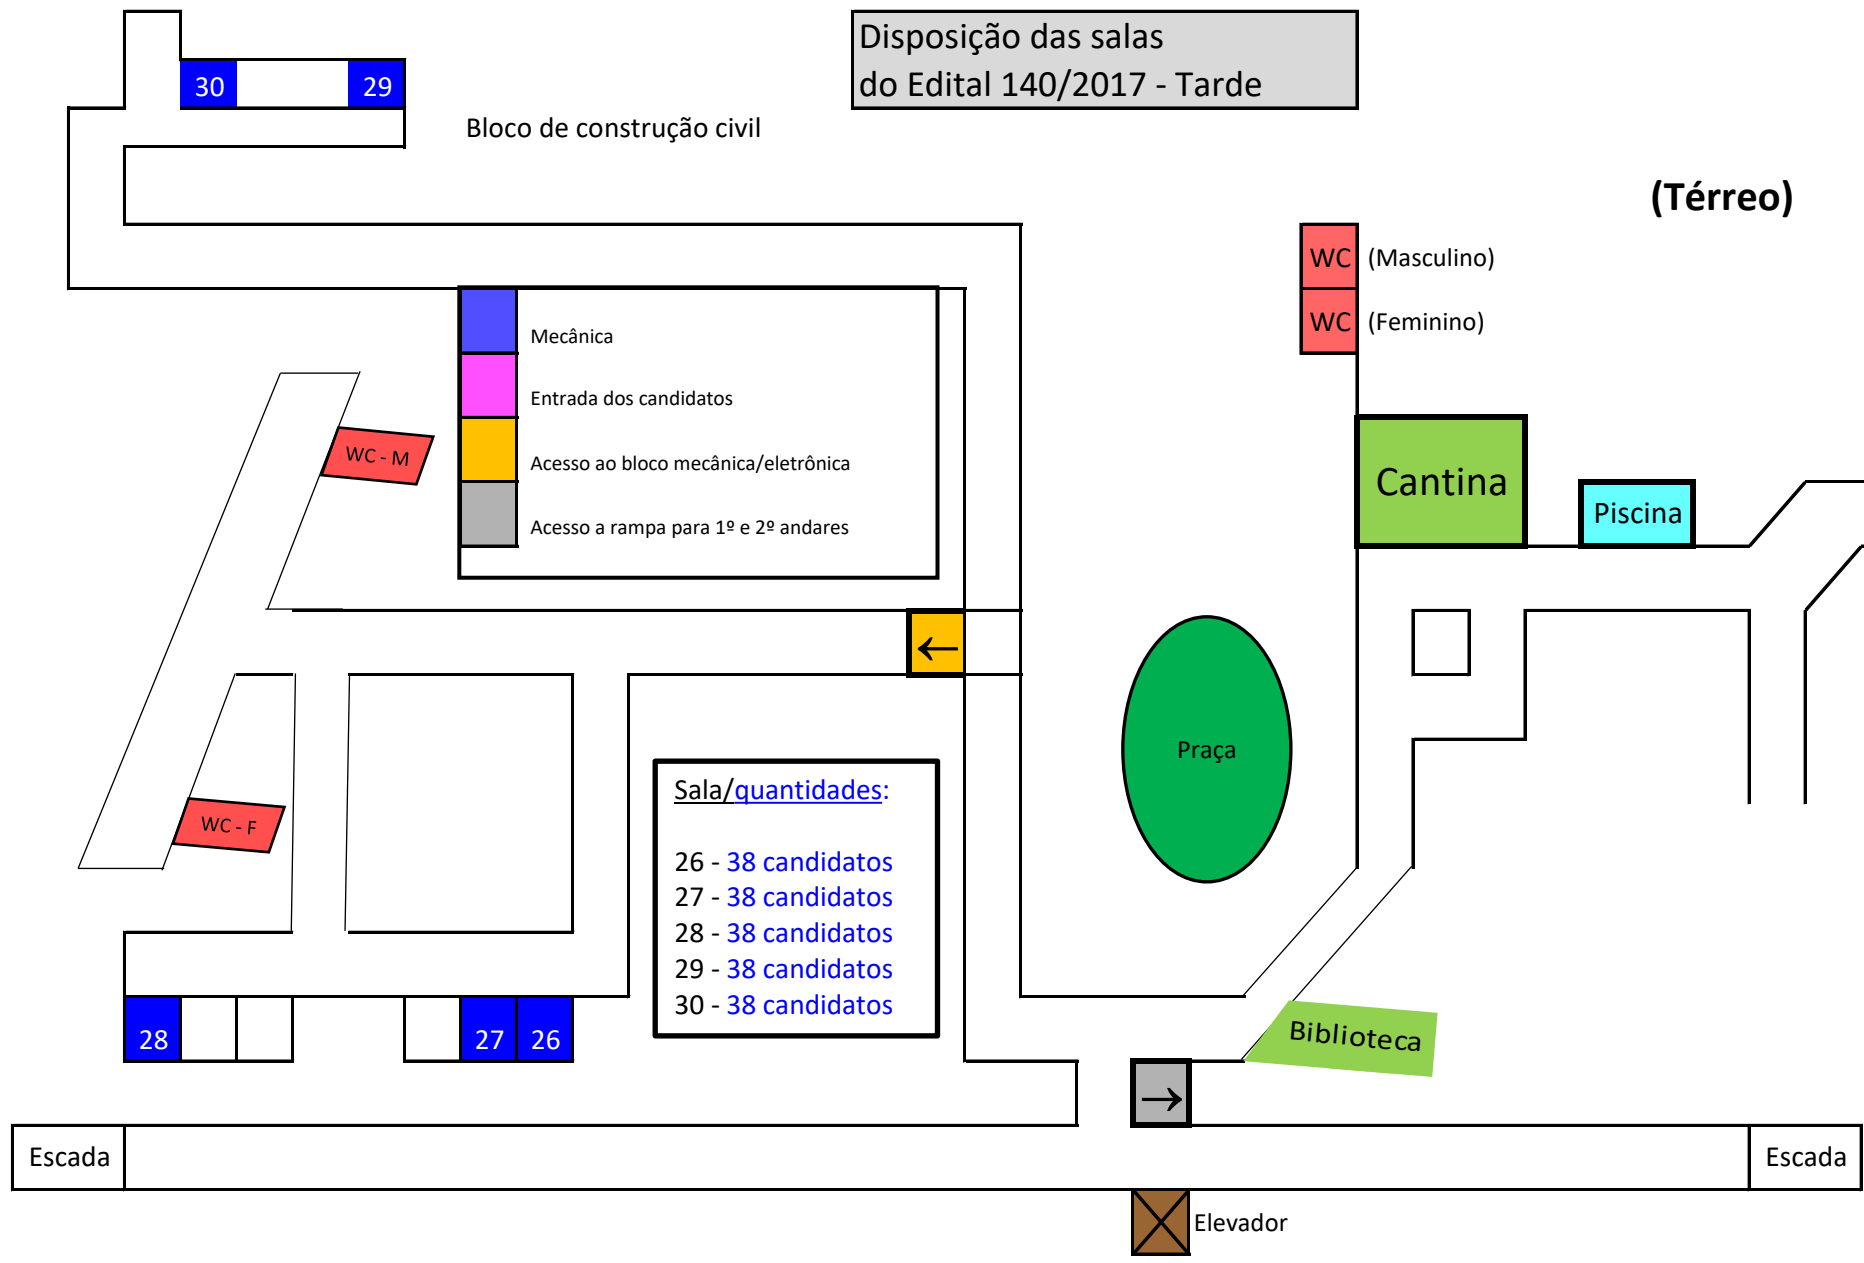 Disposição das salas
do Edital 140/2017 - Tarde
30
29
Bloco de construção civil
(Térreo)
WC (Masculino)
WC (Feminino)
Mecânica
Entrada dos candidatos
Acesso ao bloco mecânica/eletrônica
Acesso a rampa para 1º e 2º andares
WC - M
Cantina
Piscina
←
Praça
WC - F
Sala/quantidades:
26 - 38 candidatos
27 - 38 candidatos
28 - 38 candidatos
29 - 38 candidatos
30 - 38 candidatos
28
27
26
Biblioteca
→
Escada
Escada
Elevador